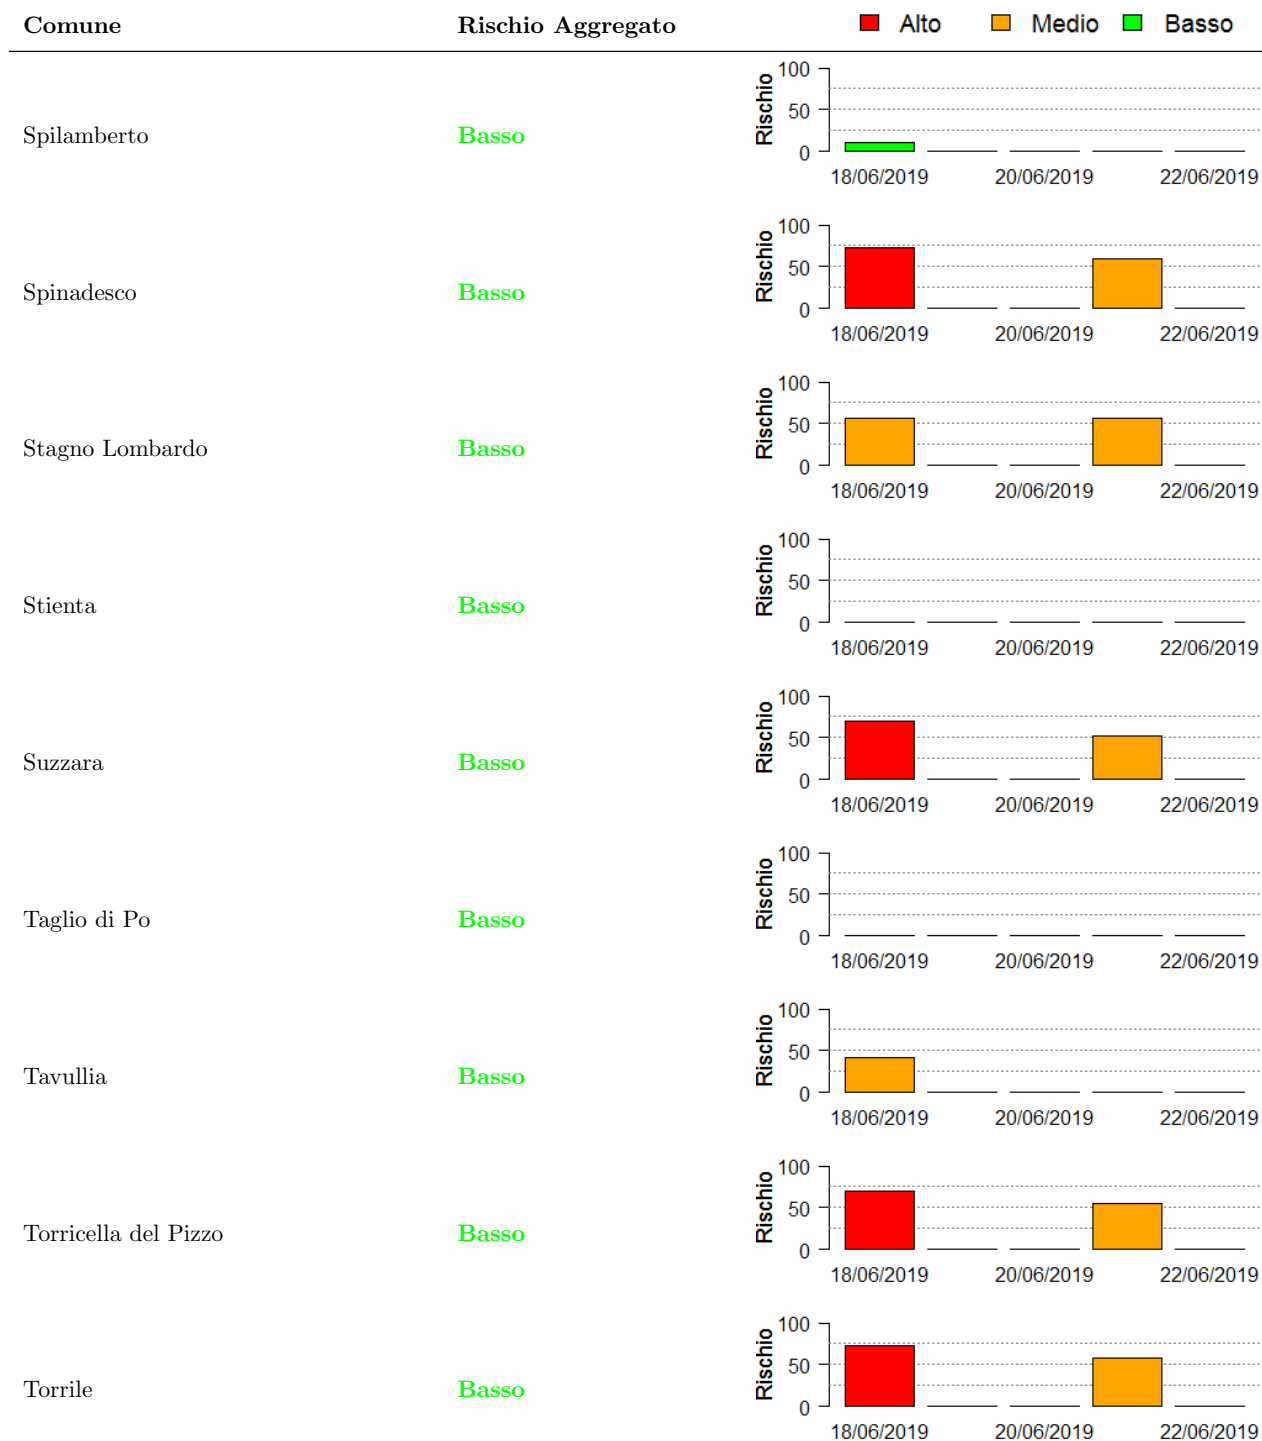 Comune Rischio Aggregato Alto Medio Basso
100
50
0
Rischio
Spilamberto Basso
18/06/2019 20/06/2019 22/06/2019
100
50
0
Rischio
Spinadesco Basso
18/06/2019 20/06/2019 22/06/2019
100
50
0
Rischio
Stagno Lombardo Basso
18/06/2019 20/06/2019 22/06/2019
100
50
0
Rischio
Stienta Basso
18/06/2019 20/06/2019 22/06/2019
100
50
0
Rischio
Suzzara Basso
18/06/2019 20/06/2019 22/06/2019
100
50
0
Rischio
Taglio di Po Basso
18/06/2019 20/06/2019 22/06/2019
100
50
0
Rischio
Tavullia Basso
18/06/2019 20/06/2019 22/06/2019
100
50
0
Rischio
Torricella del Pizzo Basso
18/06/2019 20/06/2019 22/06/2019
100
50
0
Rischio
Torrile Basso
18/06/2019 20/06/2019 22/06/2019